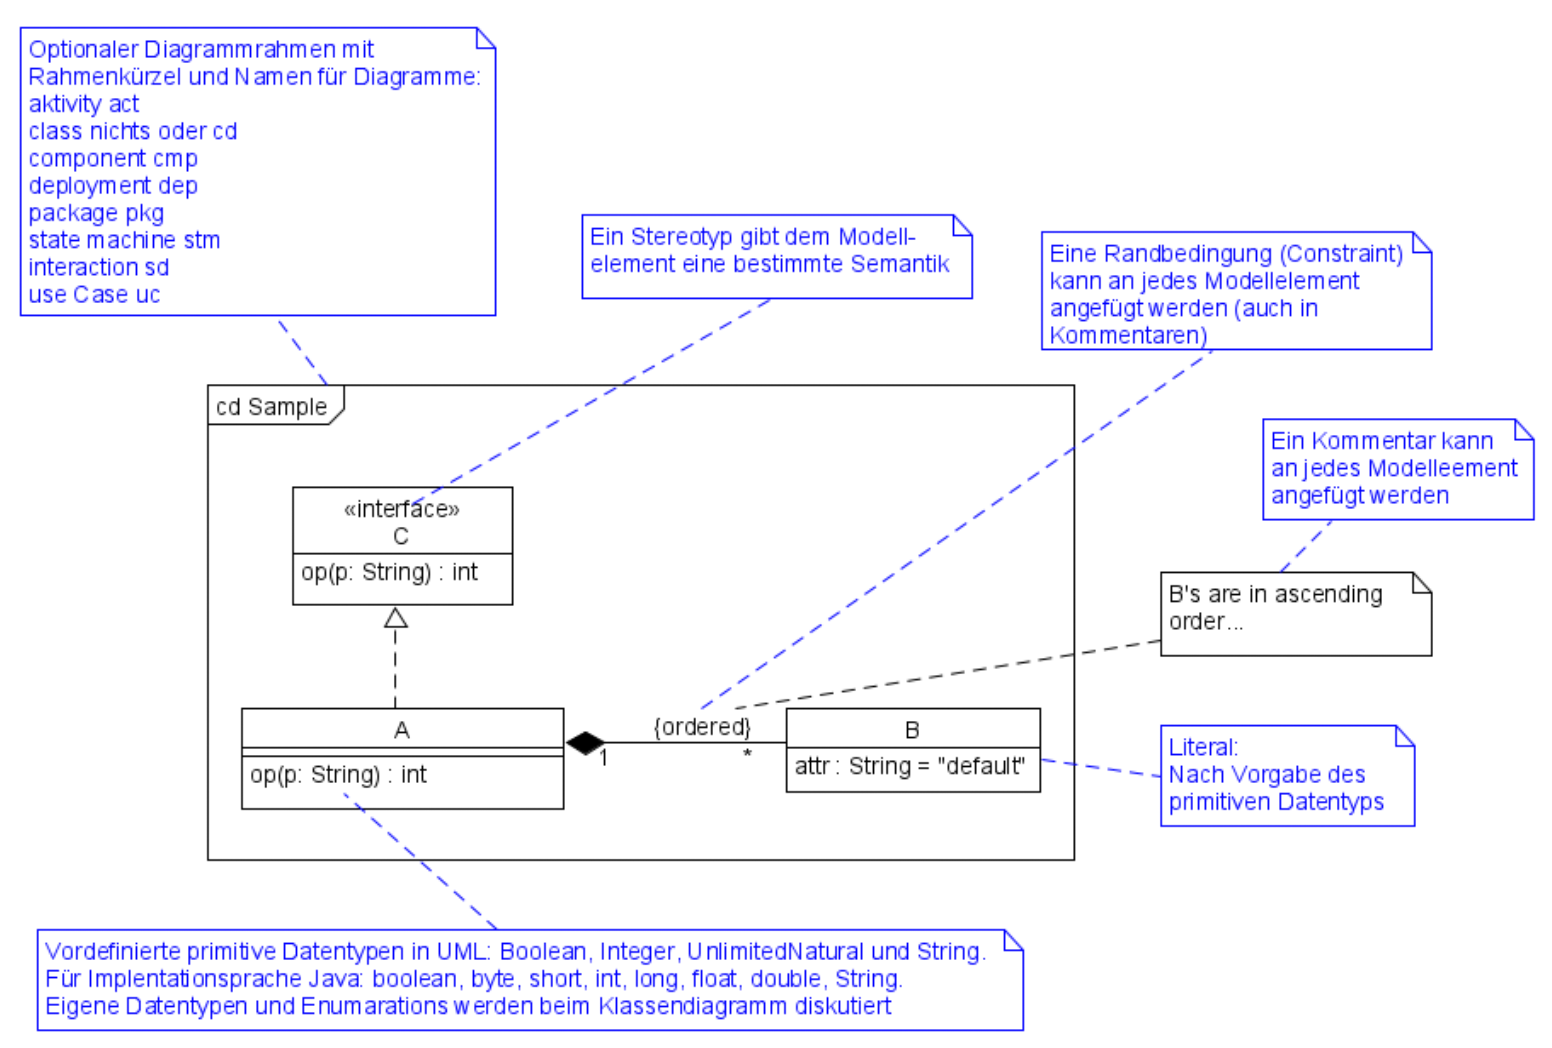 Optionaler Diagrammrahmen mit
Rahmenkürzel und Namen für Diagramme:
aktivity act
class nichts oder cd
component cmp
deployment dep
package pkg
state machine stm
interaction sd
use Case uc
Ein Stereotyp gibt dem Modell-
element eine bestimmte Semantik
Eine Randbedingung (Constraint)
kann an jedes Modellelement
angefügt werden (auch in
Kommentaren)
cd Sample
Ein Kommentar kann
an jedes Modelleement
angefügt werden
«interface»
C
op(p: String) : int
B's are in ascending
order...
A
op(p: String) : int
{ordered}
1
*
B
attr : String = "default"
Literal:
Nach Vorgabe des
primitiven Datentyps
Vordefinierte primitive Datentypen in UML: Boolean, Integer, UnlimitedNatural und String.
Für Implentationsprache Java: boolean, byte, short, int, long, float, double, String.
Eigene Datentypen und Enumarations werden beim Klassendiagramm diskutiert